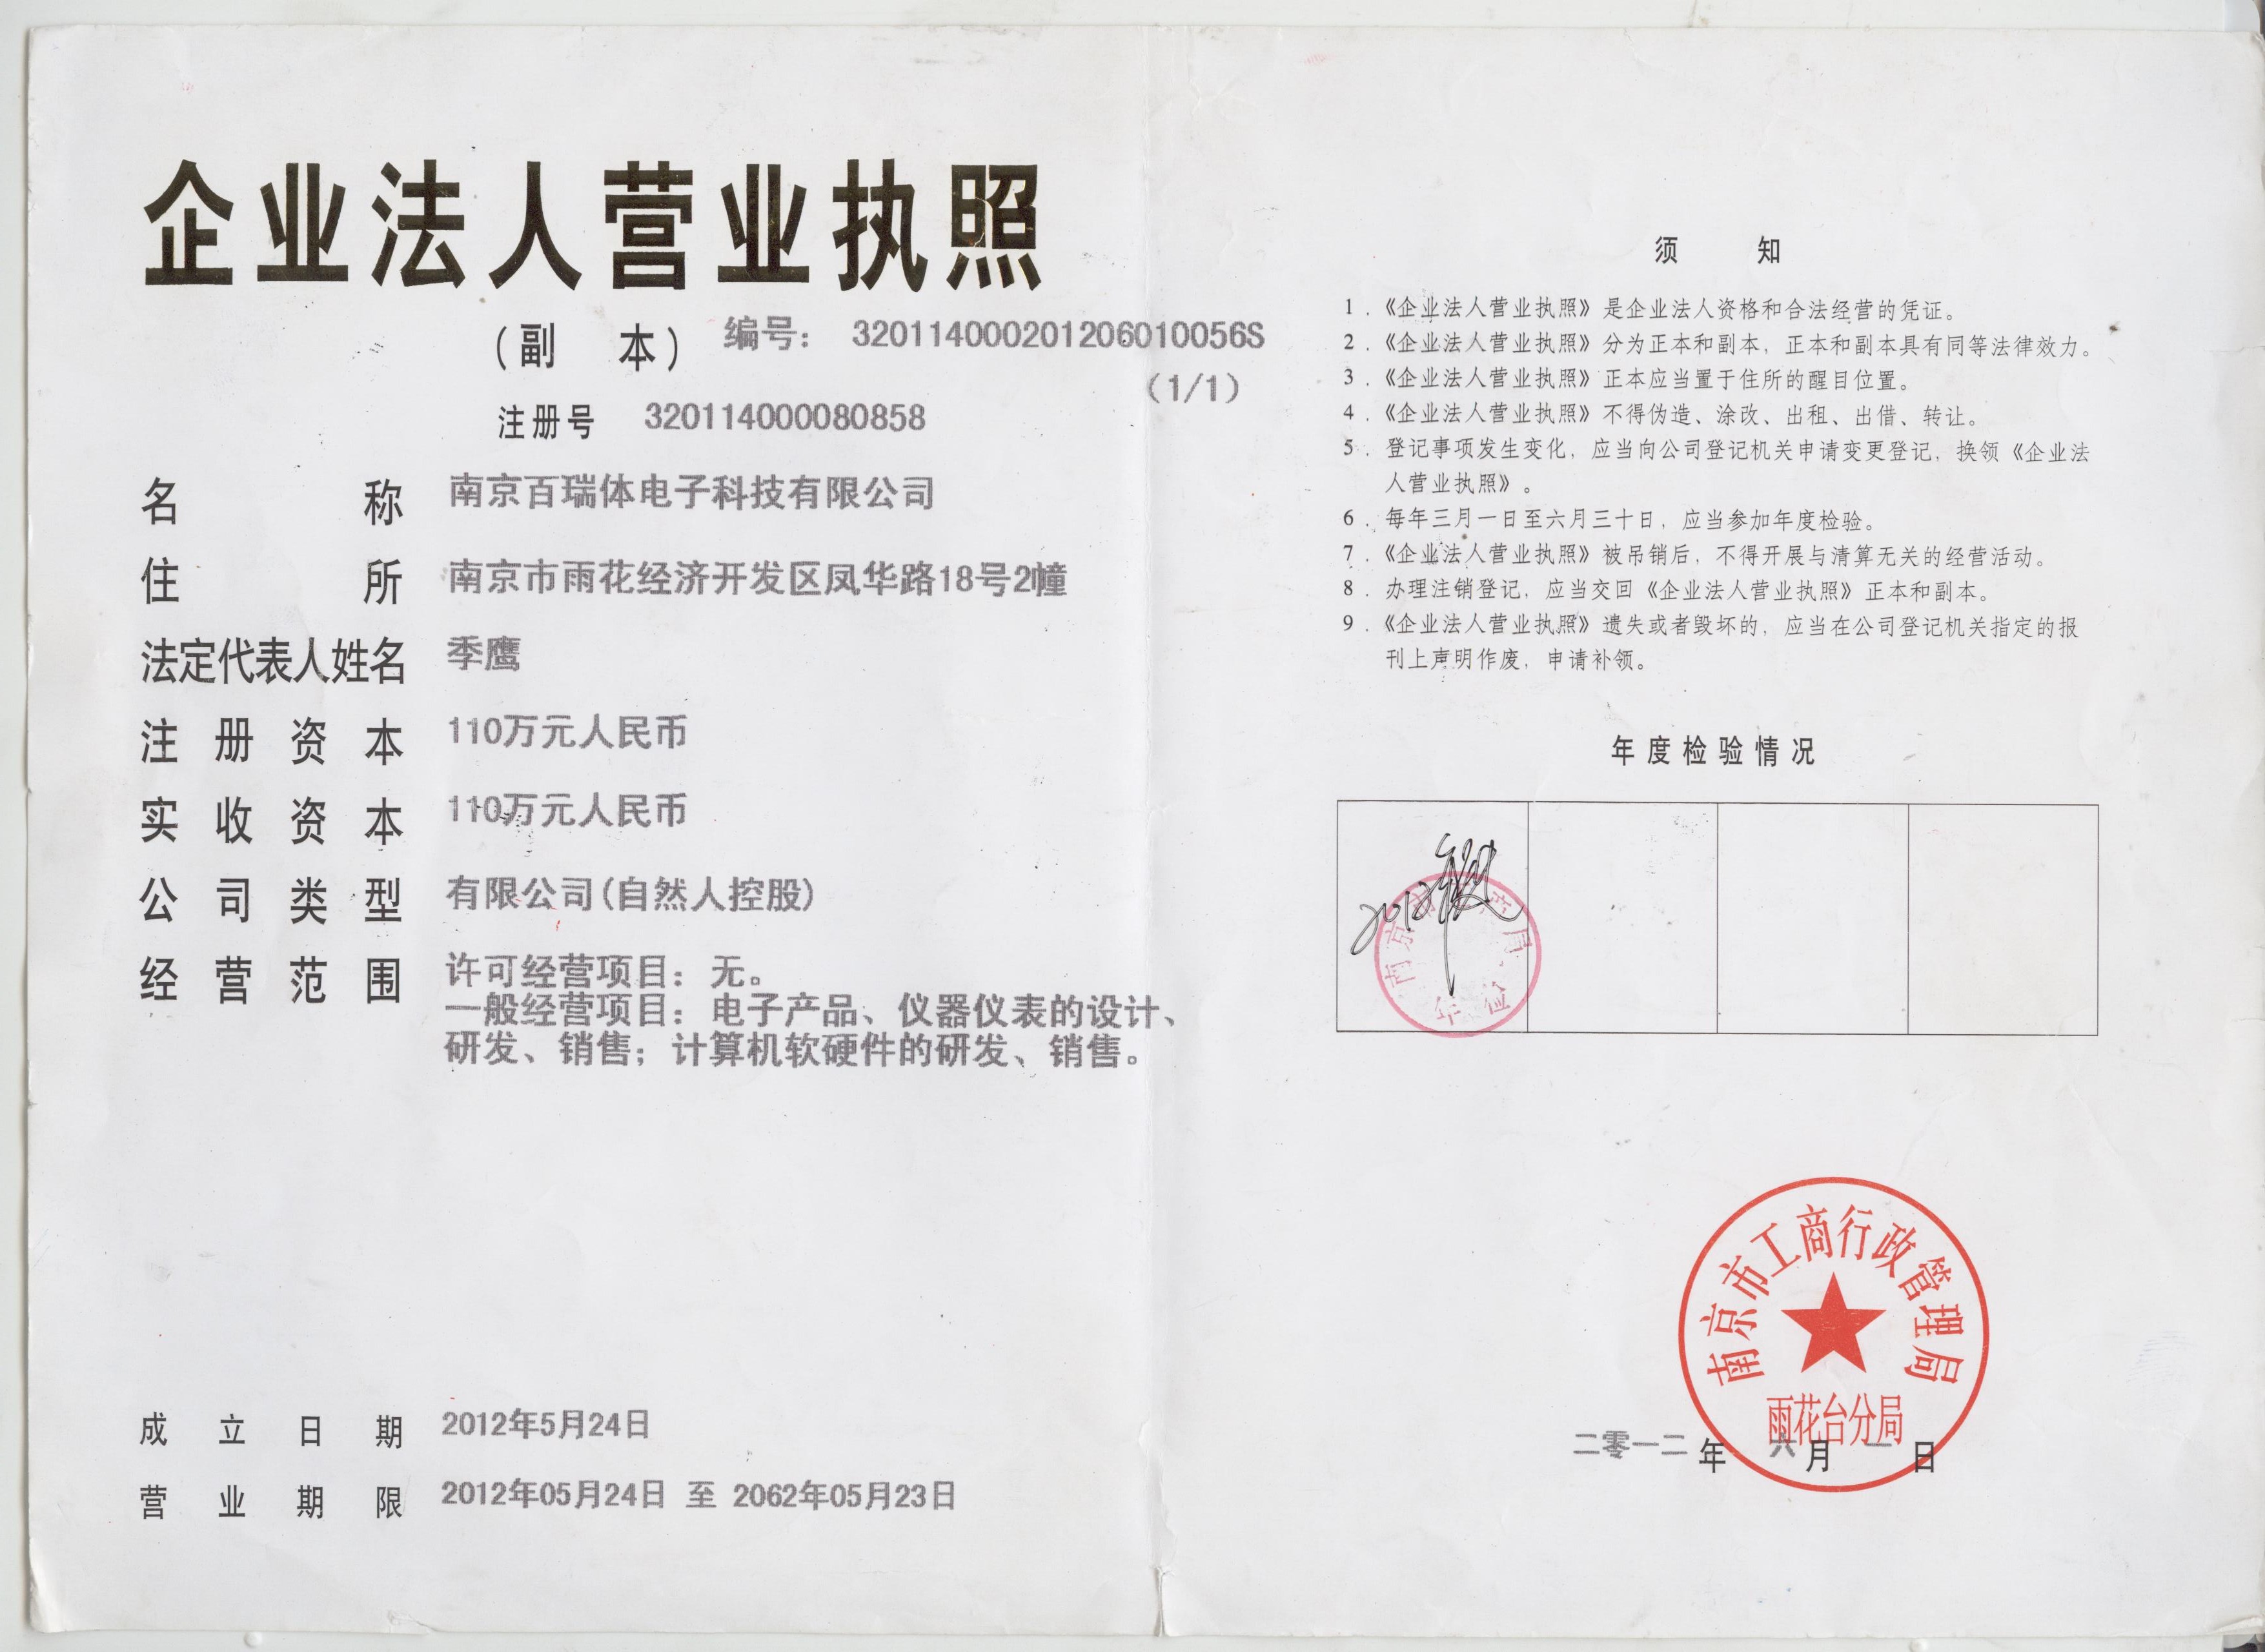 企业法人营业执照
(副 本) 编号： 320114000201206010056S
(1/1)
注册号 320114000080858
名 称 南京百瑞体电子科技有限公司
住 所 南京市雨花经济开发区凤华路18号2幢
法定代表人姓名 季鹰
注 册 资 本 110万元人民币
实 收 资 本 110万元人民币
公 司 类 型 有限公司(自然人控股)
经 营 范 围 许可经营项目：无。
一般经营项目：电子产品、仪器仪表的设计、
研发、销售；计算机软硬件的研发、销售。
成 立 日 期 2012年5月24日
营 业 期 限 2012年05月24日 至 2062年05月23日
须 知
1．《企业法人营业执照》是企业法人资格和合法经营的凭证。
2．《企业法人营业执照》分为正本和副本，正本和副本具有同等法律效力。
3．《企业法人营业执照》正本应当置于住所的醒目位置。
4．《企业法人营业执照》不得伪造、涂改、出租、出借、转让。
5．登记事项发生变化，应当向公司登记机关申请变更登记，换领《企业法
人营业执照》。
6．每年三月一日至六月三十日，应当参加年度检验。
7．《企业法人营业执照》被吊销后，不得开展与清算无关的经营活动。
8．办理注销登记，应当交回《企业法人营业执照》正本和副本。
9．《企业法人营业执照》遗失或者毁坏的，应当在公司登记机关指定的报
刊上声明作废，申请补领。
年度检验情况
2012
年检
南京市工商行政管理局
雨花台分局
二零一二 年 六 月 一 日